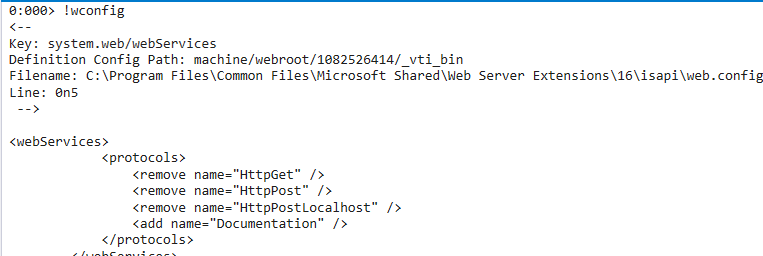 0:000> !wconfig
<--
Key: system.web/webServices
Definition Config Path: machine/webroot/1082526414/_vti_bin
Filename: C:\Program Files\Common Files\Microsoft Shared\Web Server Extensions\16\isapi\web.config
Line: 0n5
-->
<webServices>
<protocols>
<remove name="HttpGet" />
<remove name="HttpPost" />
<remove name="HttpPostLocalhost" />
<add name="Documentation" />
</protocols>
</webServices>